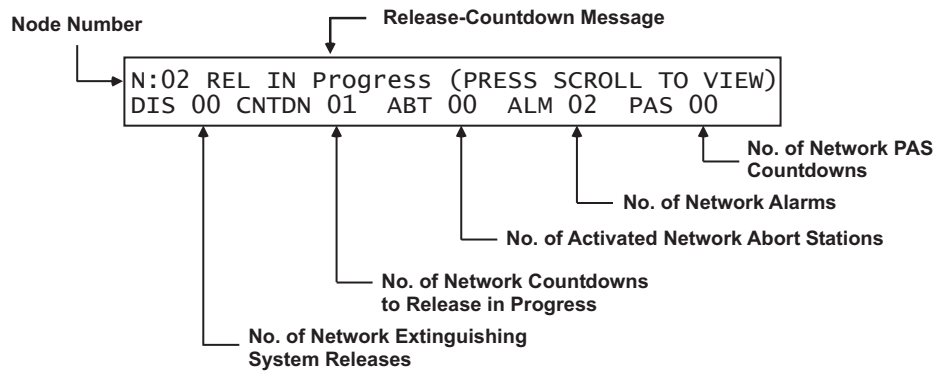 Release-Countdown Message
Node Number
N:02 REL IN Progress (PRESS SCROLL TO VIEW)
DIS 00 CNTDN 01 ABT 00 ALM 02 PAS 00
No. of Network PAS
Countdowns
No. of Network Alarms
No. of Activated Network Abort Stations
No. of Network Countdowns
to Release in Progress
No. of Network Extinguishing
System Releases